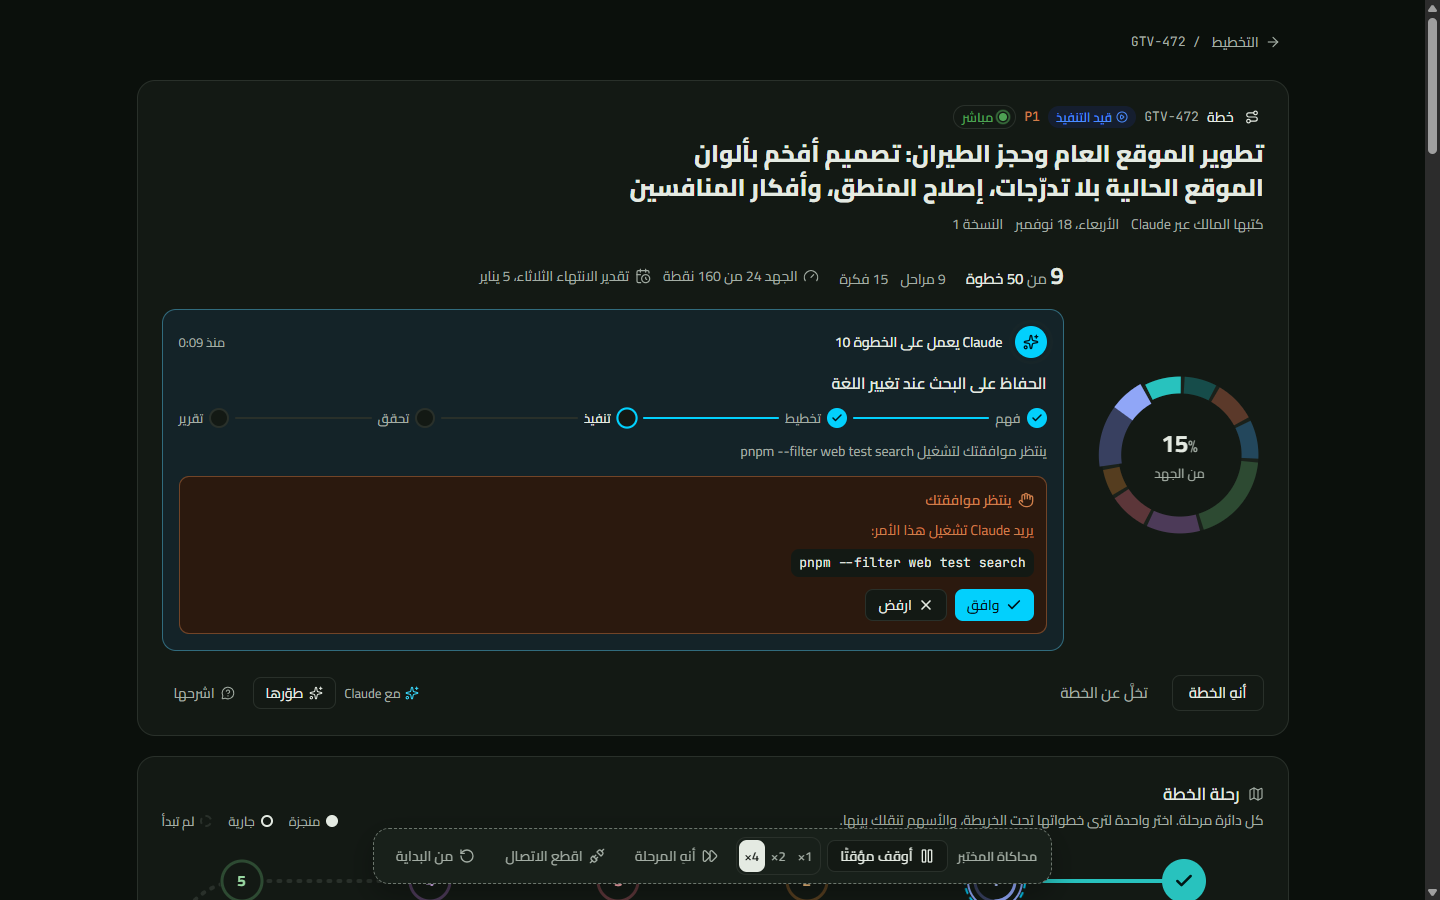 التخطيط / GTV-472
خطة GTV-472 قيد التنفيذ P1 مباشر
تطوير الموقع العام وحجز الطيران: تصميم أفخم بألوان
الموقع الحالية بلا تدرّجات، إصلاح المنطق، وأفكار المنافسين
كتبها المالك عبر Claude الأربعاء، 18 نوفمبر النسخة 1
9 من 50 خطوة 9 مراحل 15 فكرة الجهد 24 من 160 نقطة تقدير الانتهاء الثلاثاء، 5 يناير
Claude يعمل على الخطوة 10 منذ 0:09
الحفاظ على البحث عند تغيير اللغة
فهم تخطيط تنفيذ تحقق تقرير
ينتظر موافقتك لتشغيل pnpm --filter web test search
15%
من الجهد
ينتظر موافقتك
يريد Claude تشغيل هذا الأمر:
pnpm --filter web test search
وافق ارفض
أنهِ الخطة تخلَّ عن الخطة مع Claude طوّرها اشرحها
رحلة الخطة
كل دائرة مرحلة. اختر واحدة لترى خطواتها تحت الخريطة، والأسهم تنقلك بينها.
منجزة جارية لم تبدأ
محاكاة المختبر أوقف مؤقتًا ×1 ×2 ×4 أنهِ المرحلة اقطع الاتصال من البداية
5